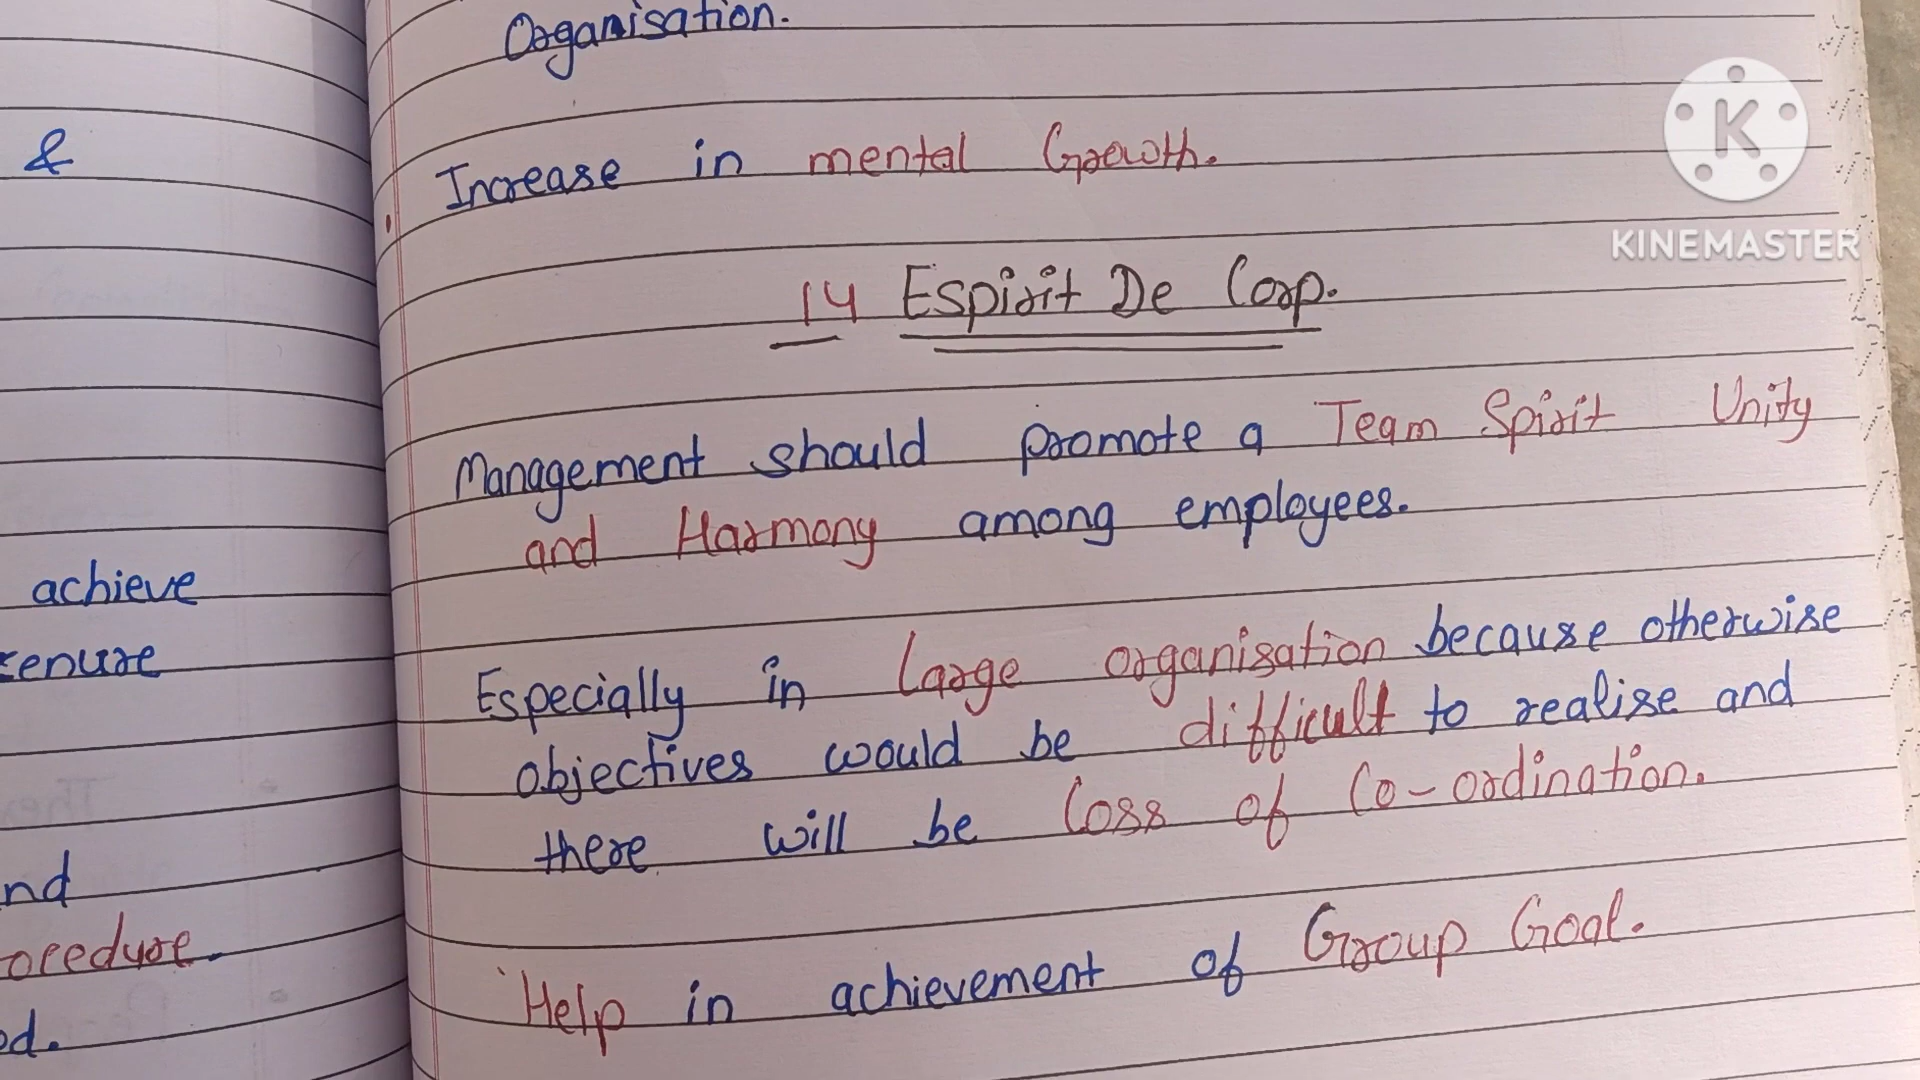 &
achieve
tenure
nd
ocedure.
od.
Organisation.
Increase in mental Growth.
14 Espirit De Corp.
Management should promote a Team Spirit Unity
and Harmony among employees.
Especially in large organisation because otherwise
objectives would be difficult to realise and
there will be loss of Co-ordination.
Help in achievement of Group Goal.
K
KINEMASTER